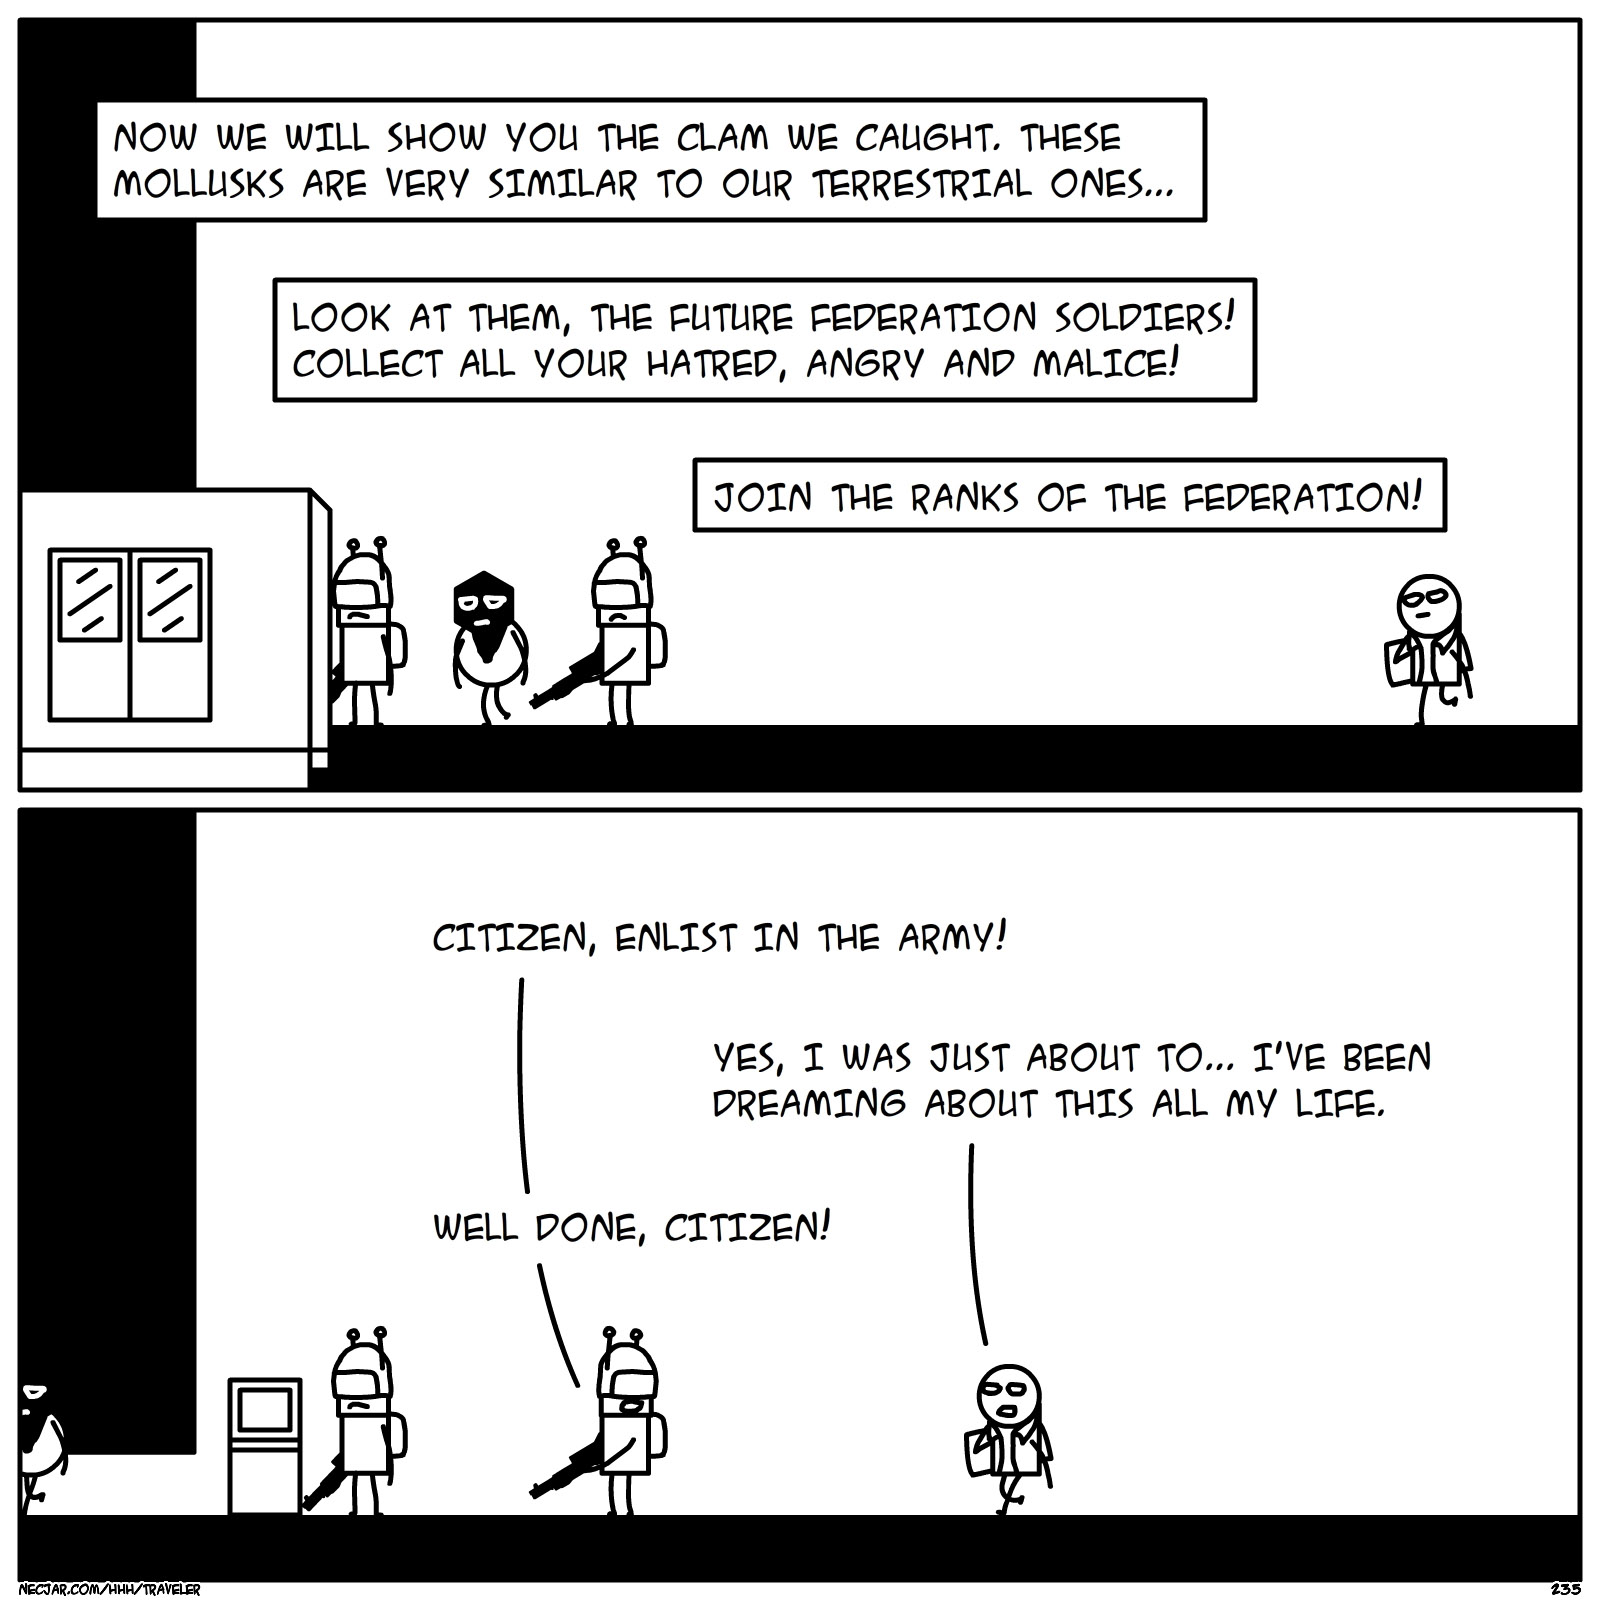 NOW WE WILL SHOW YOU THE CLAM WE CAUGHT. THESE
MOLLUSKS ARE VERY SIMILAR TO OUR TERRESTRIAL ONES...
LOOK AT THEM, THE FUTURE FEDERATION SOLDIERS!
COLLECT ALL YOUR HATRED, ANGRY AND MALICE!
JOIN THE RANKS OF THE FEDERATION!
CITIZEN, ENLIST IN THE ARMY!
YES, I WAS JUST ABOUT TO... I'VE BEEN
DREAMING ABOUT THIS ALL MY LIFE.
WELL DONE, CITIZEN!
NECJAR.COM/HHH/TRAVELER
235